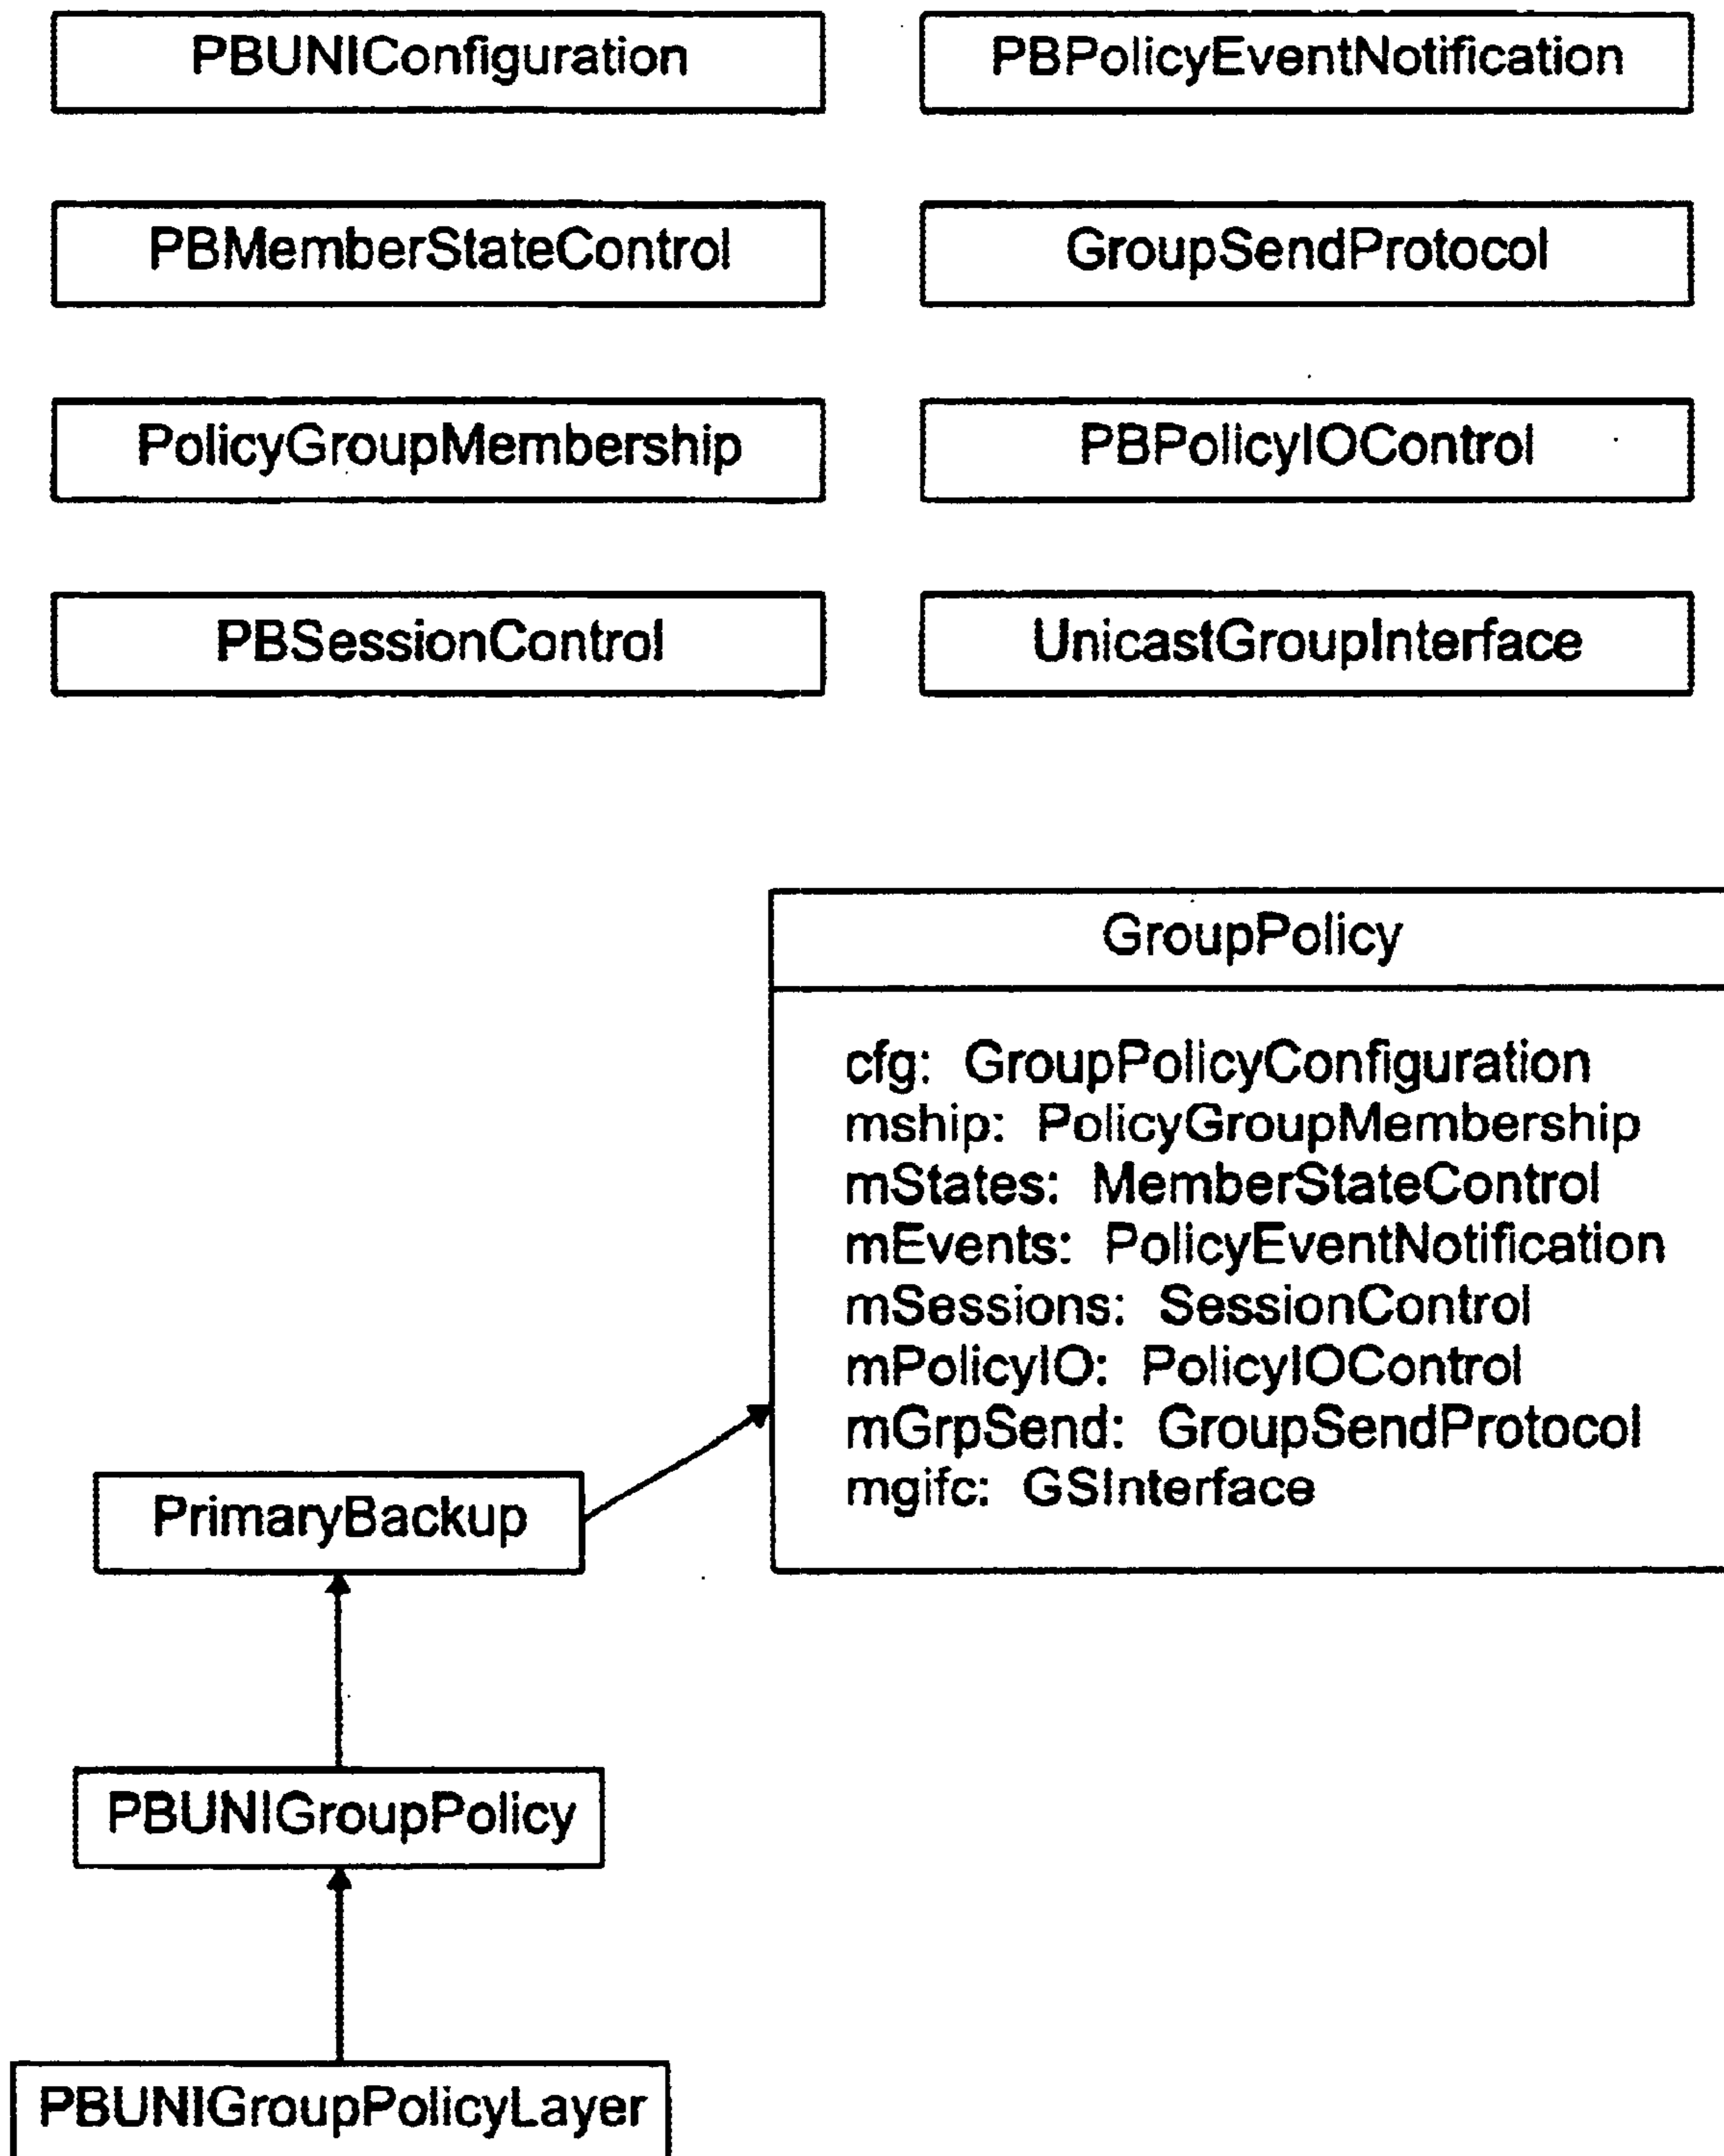 PBUNIConfiguration
PBPolicyEventNotification
PBMemberStateControl
GroupSendProtocol
PolicyGroupMembership
PBPolicyIOControl
PBSessionControl
UnicastGroupInterface
GroupPolicy
cfg: GroupPolicyConfiguration
mship: PolicyGroupMembership
mStates: MemberStateControl
mEvents: PolicyEventNotification
mSessions: SessionControl
mPolicyIO: PolicyIOControl
mGrpSend: GroupSendProtocol
mgifc: GSInterface
PrimaryBackup
PBUNIGroupPolicy
PBUNIGroupPolicyLayer